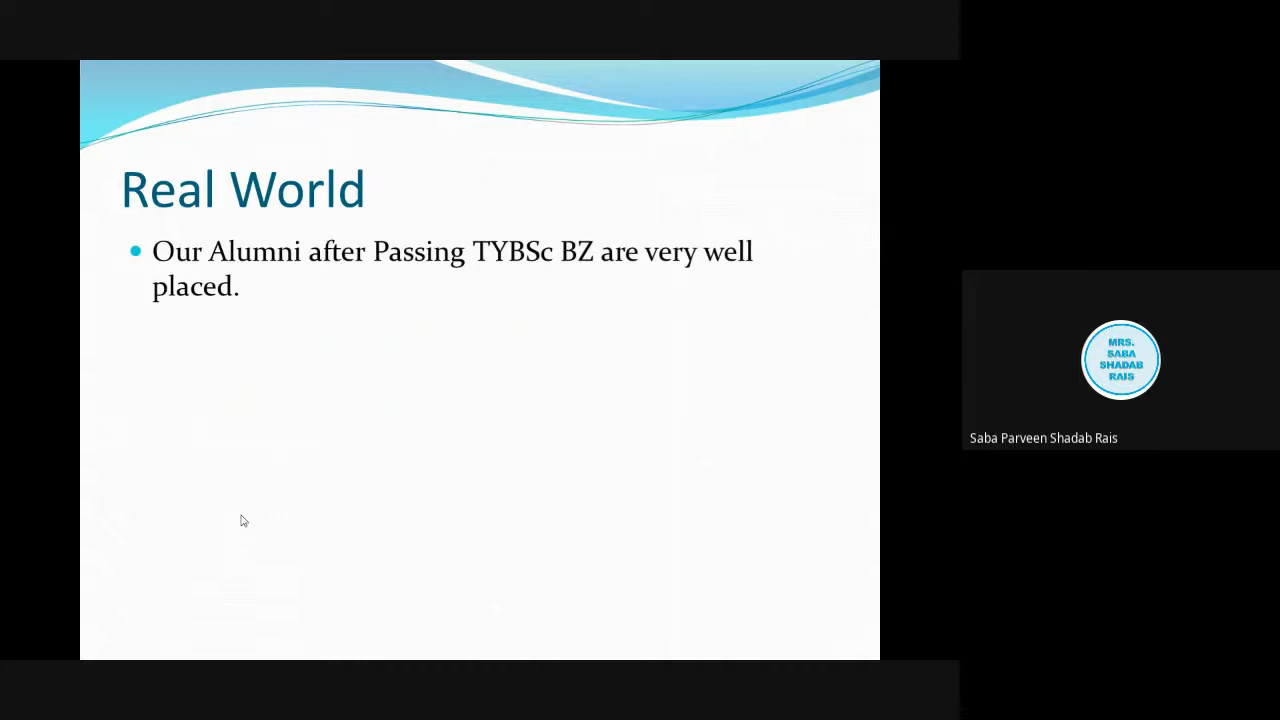 Real World
Our Alumni after Passing TYBSc BZ are very well
placed.
MRS.
SABA
SHADAB
RAIS
Saba Parveen Shadab Rais